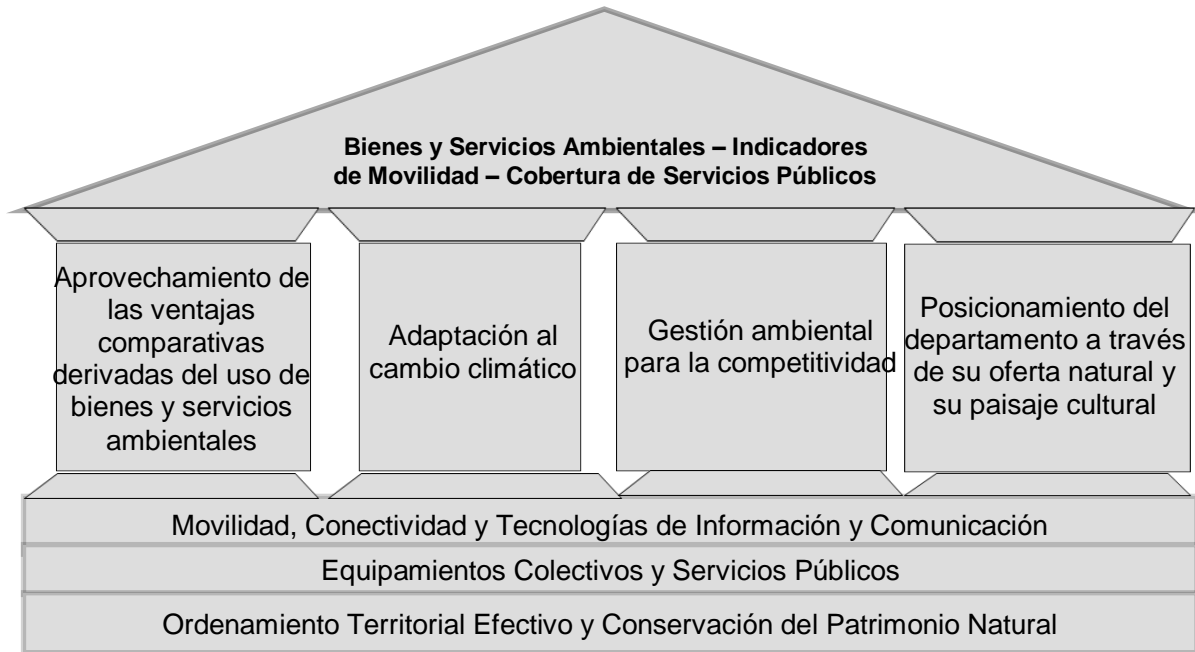 Bienes y Servicios Ambientales – Indicadores
de Movilidad – Cobertura de Servicios Públicos
Aprovechamiento de
las ventajas
comparativas
derivadas del uso de
bienes y servicios
ambientales
Adaptación al
cambio climático
Gestión ambiental
para la competitividad
Posicionamiento del
departamento a través
de su oferta natural y
su paisaje cultural
Movilidad, Conectividad y Tecnologías de Información y Comunicación
Equipamientos Colectivos y Servicios Públicos
Ordenamiento Territorial Efectivo y Conservación del Patrimonio Natural